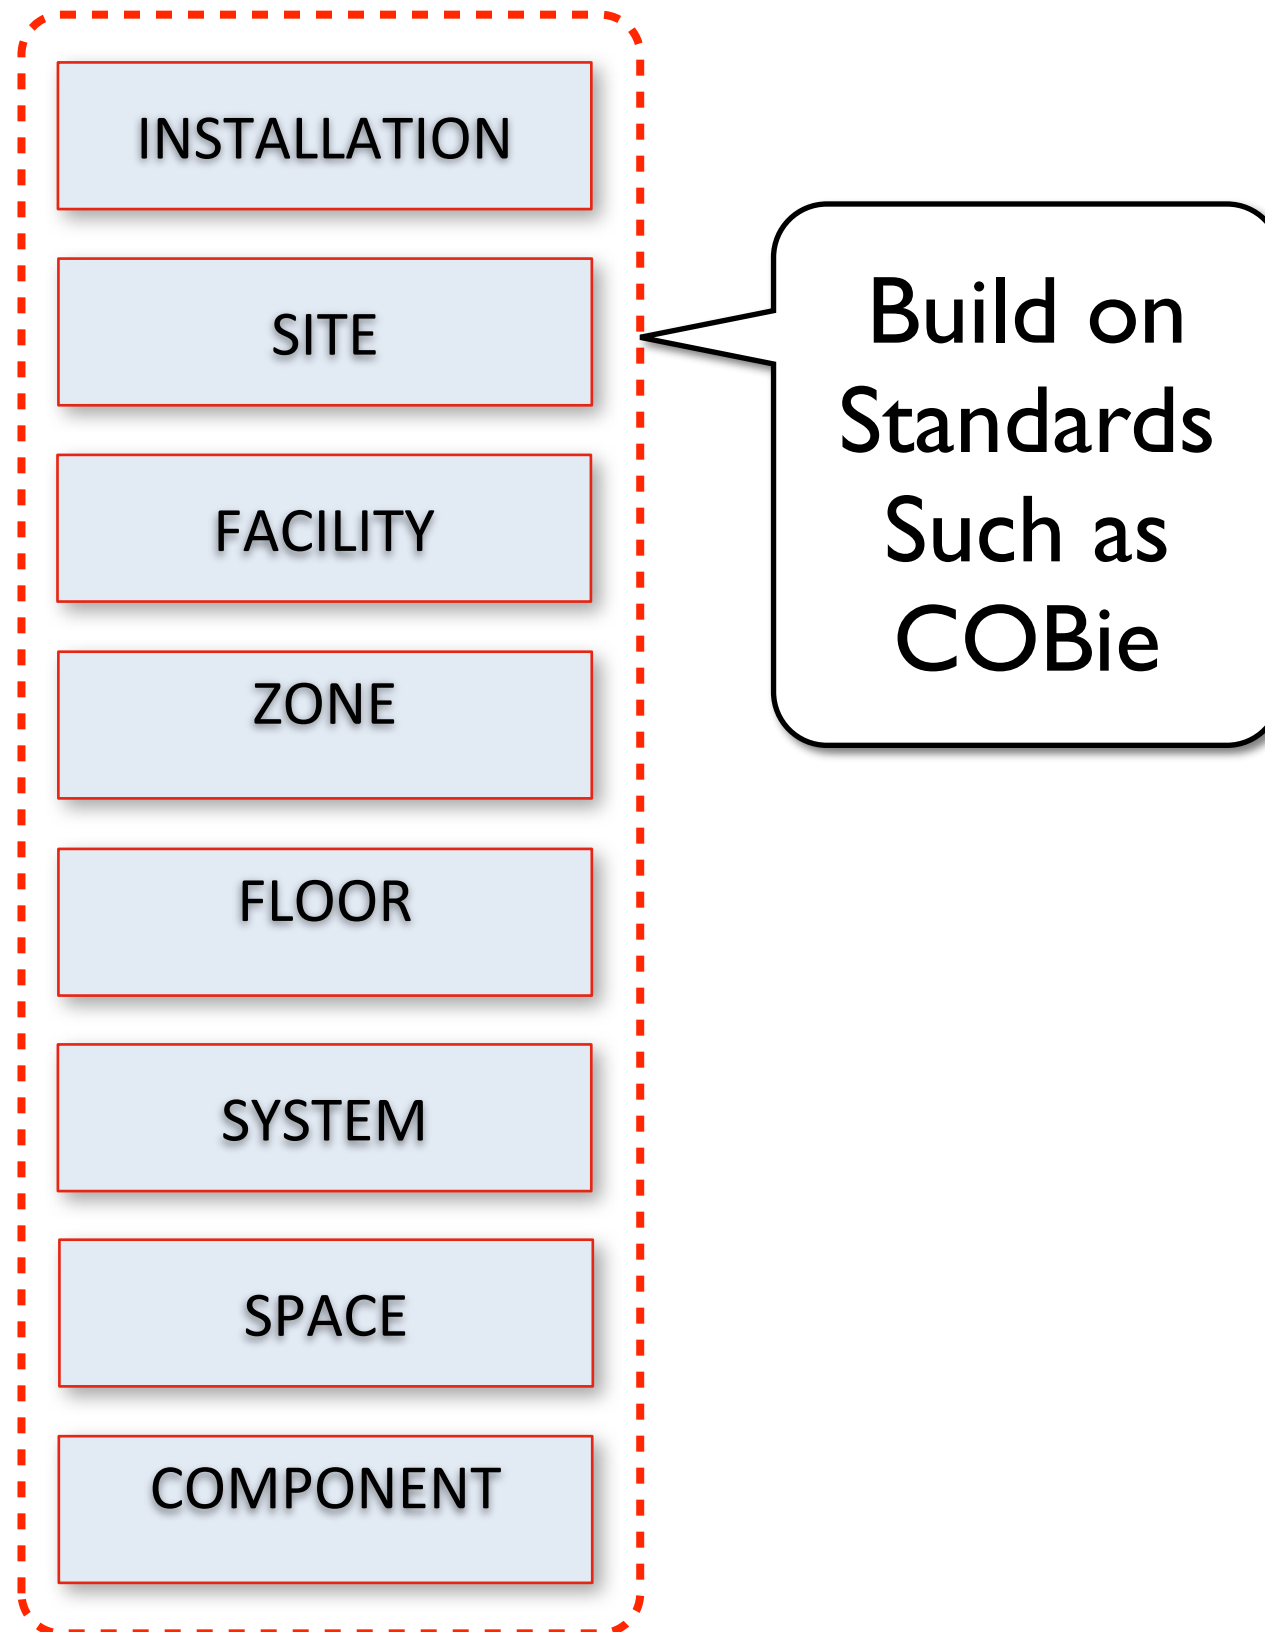 INSTALLATION
SITE
FACILITY
ZONE
FLOOR
SYSTEM
SPACE
COMPONENT
Build on
Standards
Such as
COBie